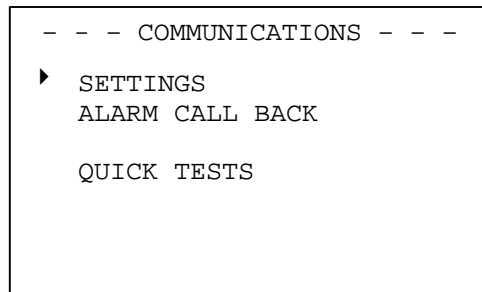 - - - COMMUNICATIONS - - -
SETTINGS
ALARM CALL BACK
QUICK TESTS